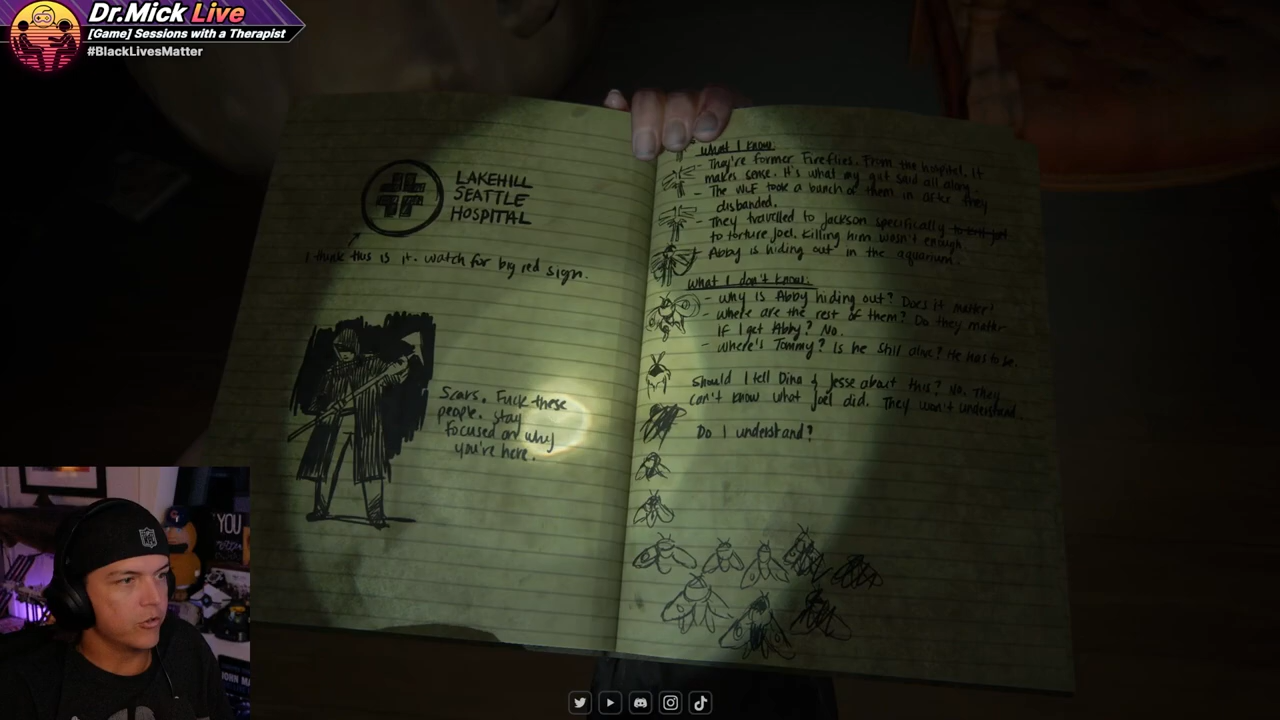 Dr.Mick Live
[Game] Sessions with a Therapist
#BlackLivesMatter
LAKEHILL
SEATTLE
HOSPITAL
I think this is it. Watch for big red sign.
Scars. Fuck these
people. Stay
focused on why
you're here.
What I know
- They're former Fireflies. From the hospital. It
makes sense. It's what my gut said all along.
- The WLF took a bunch of them in after they
disbanded.
- They travelled to Jackson specifically
to torture Joel. Killing him wasn't enough.
- Abby is hiding out in the aquarium.
What I don't know:
- Why is Abby hiding out? Does it matter?
- Where are the rest of them? Do they matter
if I get Abby? No.
- Where's Tommy? Is he still alive? He has to be.
Should I tell Dina & Jesse about this? No. They
can't know what Joel did. They won't understand.
Do I understand?
NFL
YOU
JOHN